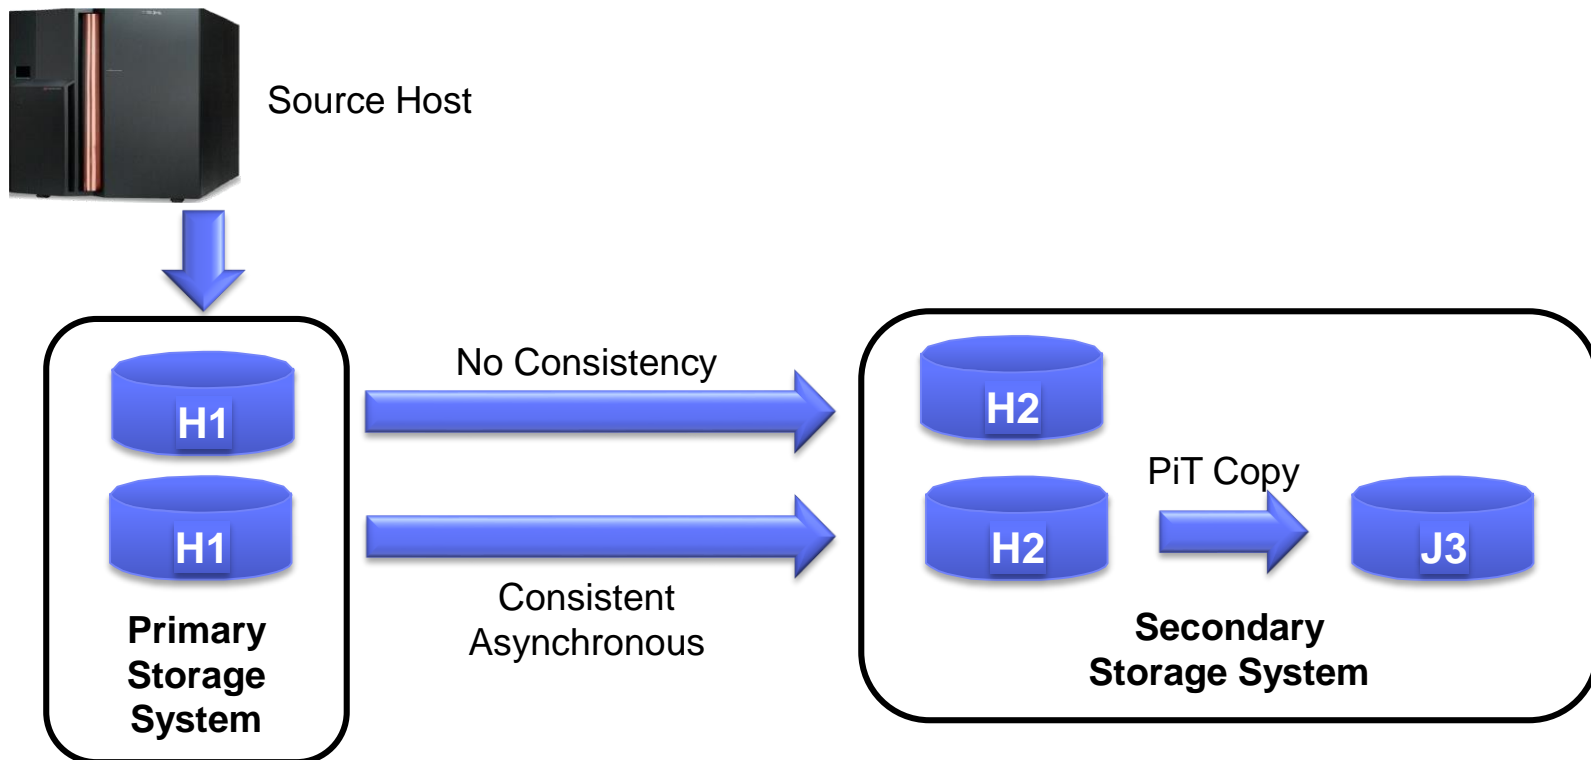 Source Host
No Consistency
H1
H2
PiT Copy
H1
H2
J3
Consistent
Asynchronous
Primary
Storage
System
Secondary
Storage System